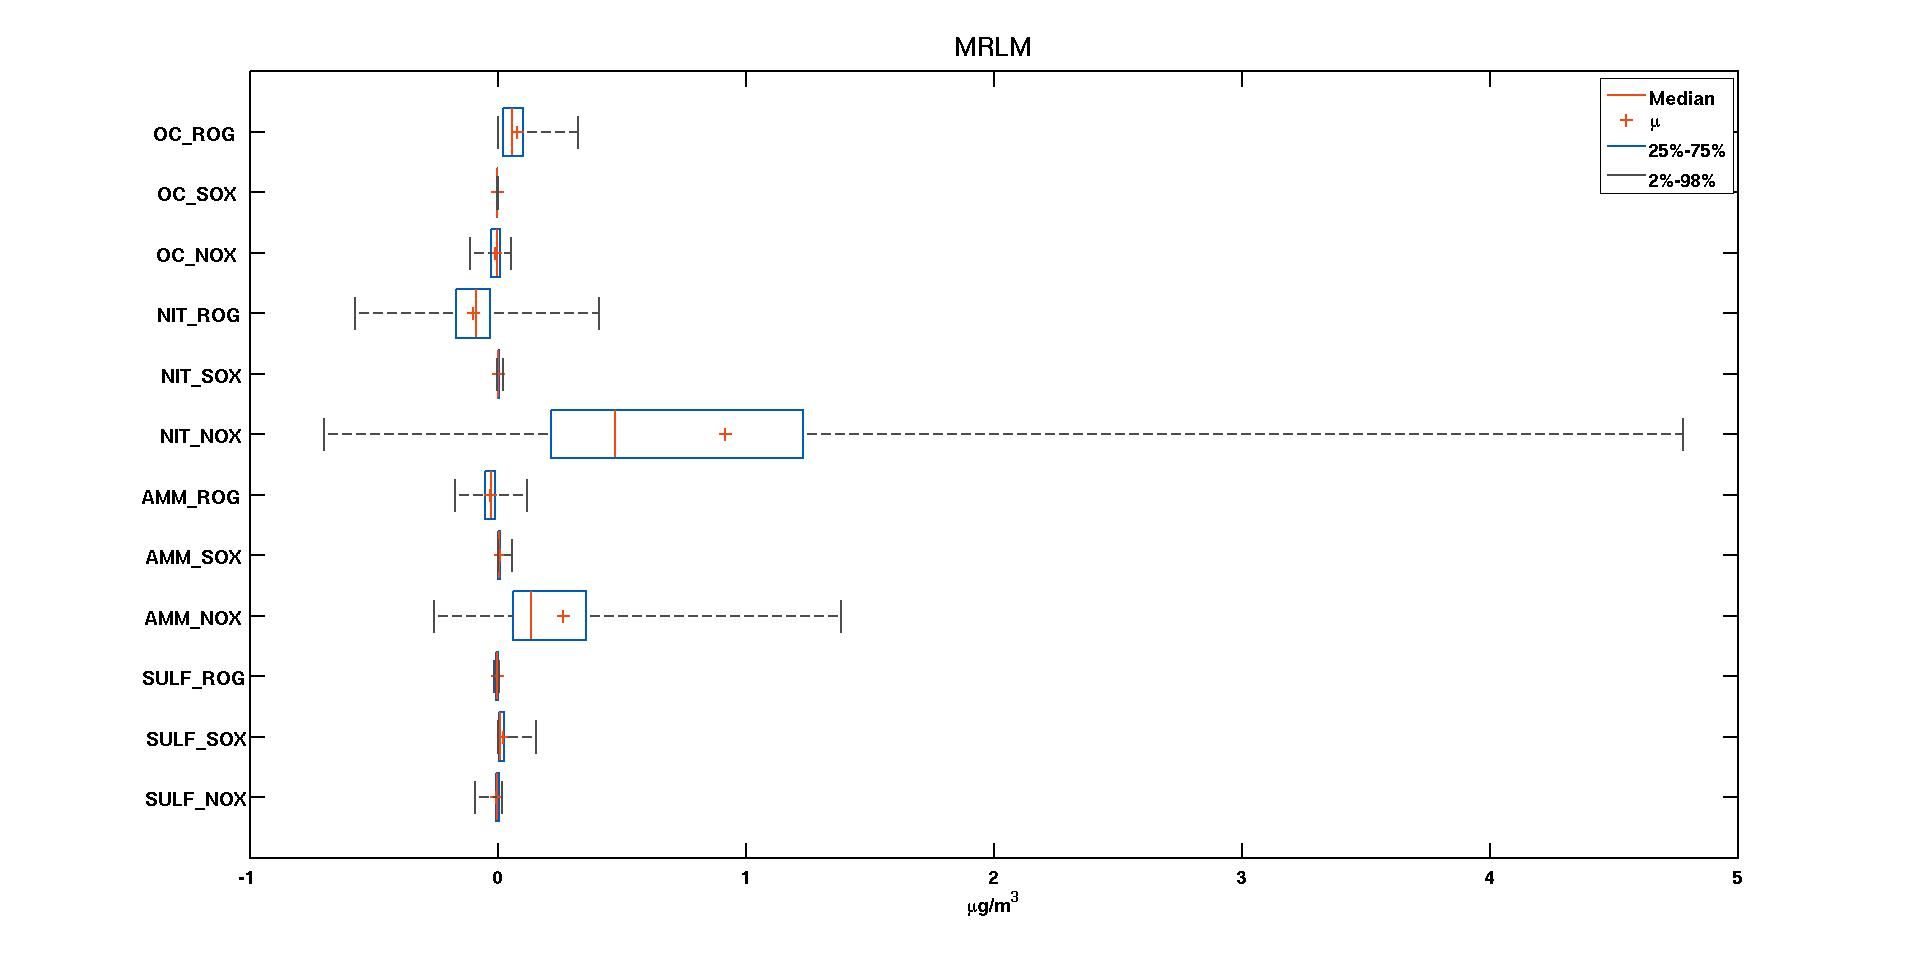 MRLM
Median
μ
25%-75%
2%-98%
OC_ROG
OC_SOX
OC_NOX
NIT_ROG
NIT_SOX
NIT_NOX
AMM_ROG
AMM_SOX
AMM_NOX
SULF_ROG
SULF_SOX
SULF_NOX
-1 0 1 2 3 4 5
μg/m³